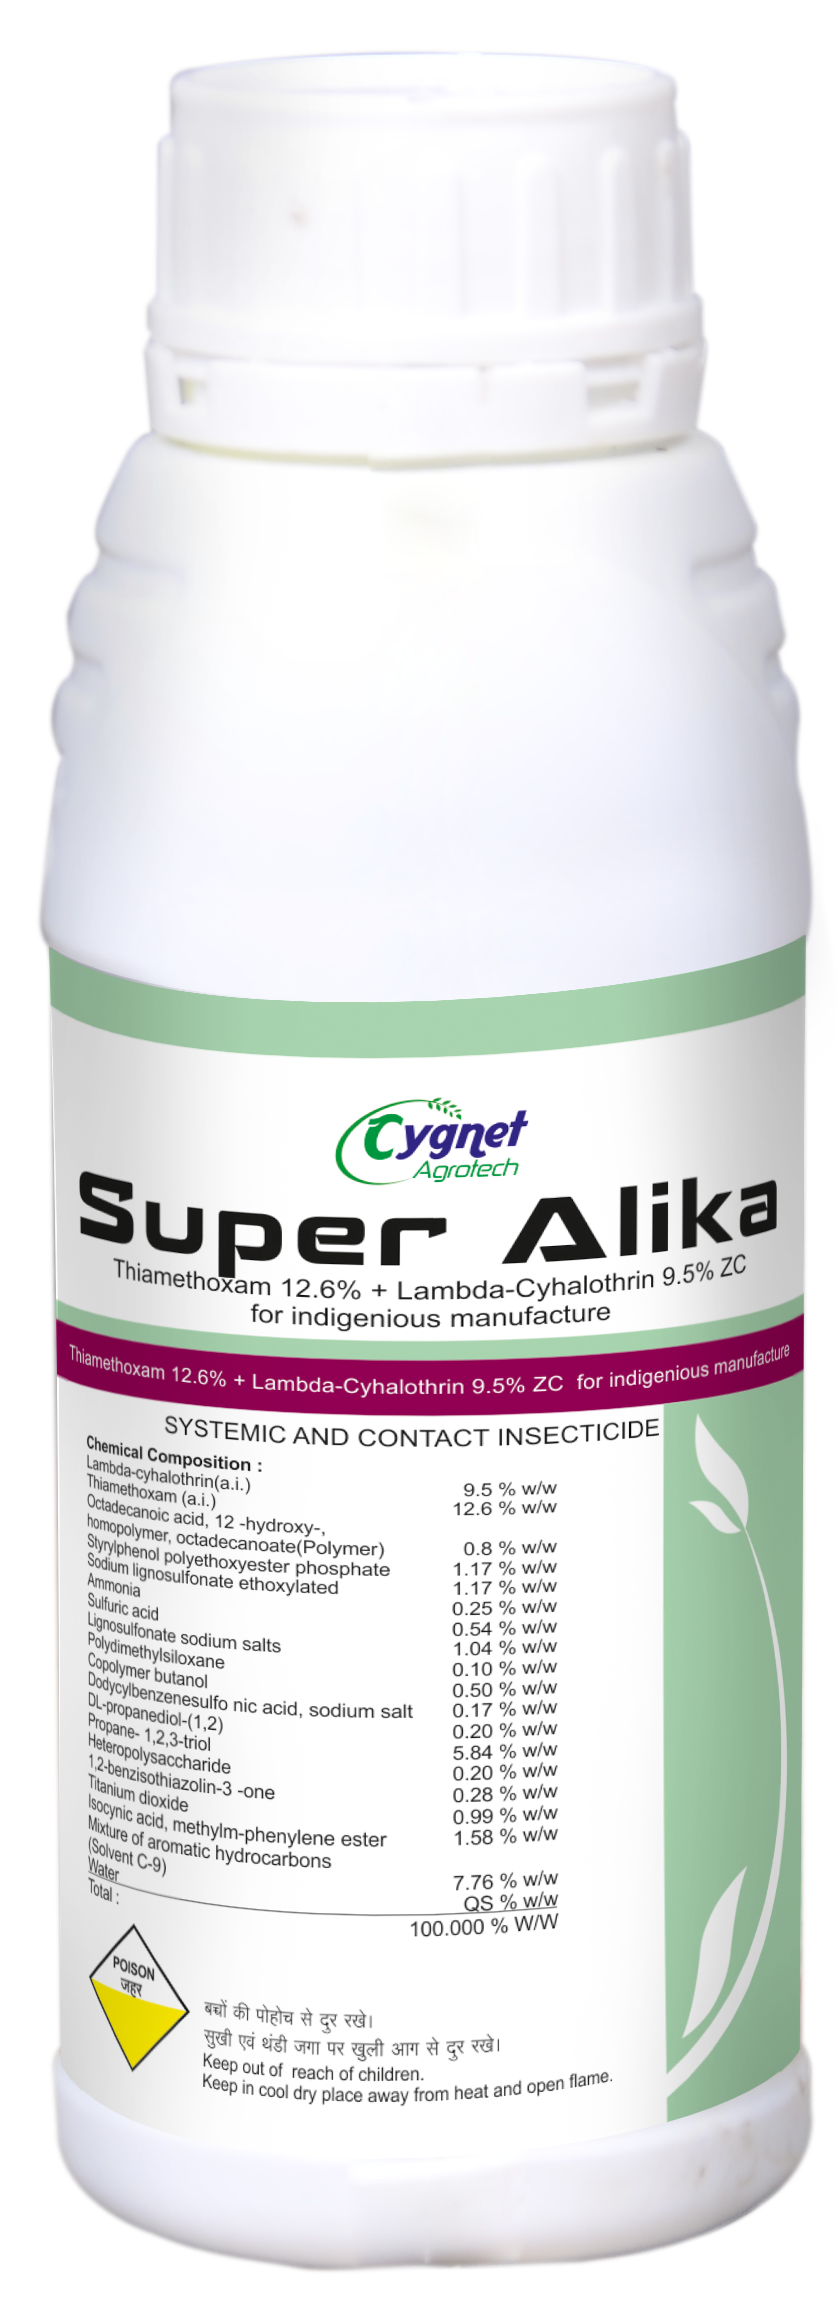 Cygnet
Agrotech
Super Alika
Thiamethoxam 12.6% + Lambda-Cyhalothrin 9.5% ZC
for indigenious manufacture
Thiamethoxam 12.6% + Lambda-Cyhalothrin 9.5% ZC for indigenious manufacture
SYSTEMIC AND CONTACT INSECTICIDE
Chemical Composition :
Lambda-cyhalothrin(a.i.) 9.5 % w/w
Thiamethoxam (a.i.) 12.6 % w/w
Octadecanoic acid, 12 -hydroxy-,
homopolymer, octadecanoate(Polymer) 0.8 % w/w
Styrylphenol polyethoxyester phosphate 1.17 % w/w
Sodium lignosulfonate ethoxylated 1.17 % w/w
Ammonia 0.25 % w/w
Sulfuric acid 0.54 % w/w
Lignosulfonate sodium salts 1.04 % w/w
Polydimethylsiloxane 0.10 % w/w
Copolymer butanol 0.50 % w/w
Dodycylbenzenesulfo nic acid, sodium salt 0.17 % w/w
DL-propanediol-(1,2) 0.20 % w/w
Propane- 1,2,3-triol 5.84 % w/w
Heteropolysaccharide 0.20 % w/w
1,2-benzisothiazolin-3 -one 0.28 % w/w
Titanium dioxide 0.99 % w/w
Isocynic acid, methylm-phenylene ester 1.58 % w/w
Mixture of aromatic hydrocarbons
(Solvent C-9) 7.76 % w/w
Water QS % w/w
Total : 100.000 % W/W
POISON
जहर
बचों की पोहोच से दुर रखे।
सुखी एवं थंडी जगा पर खुली आग से दुर रखे।
Keep out of reach of children.
Keep in cool dry place away from heat and open flame.